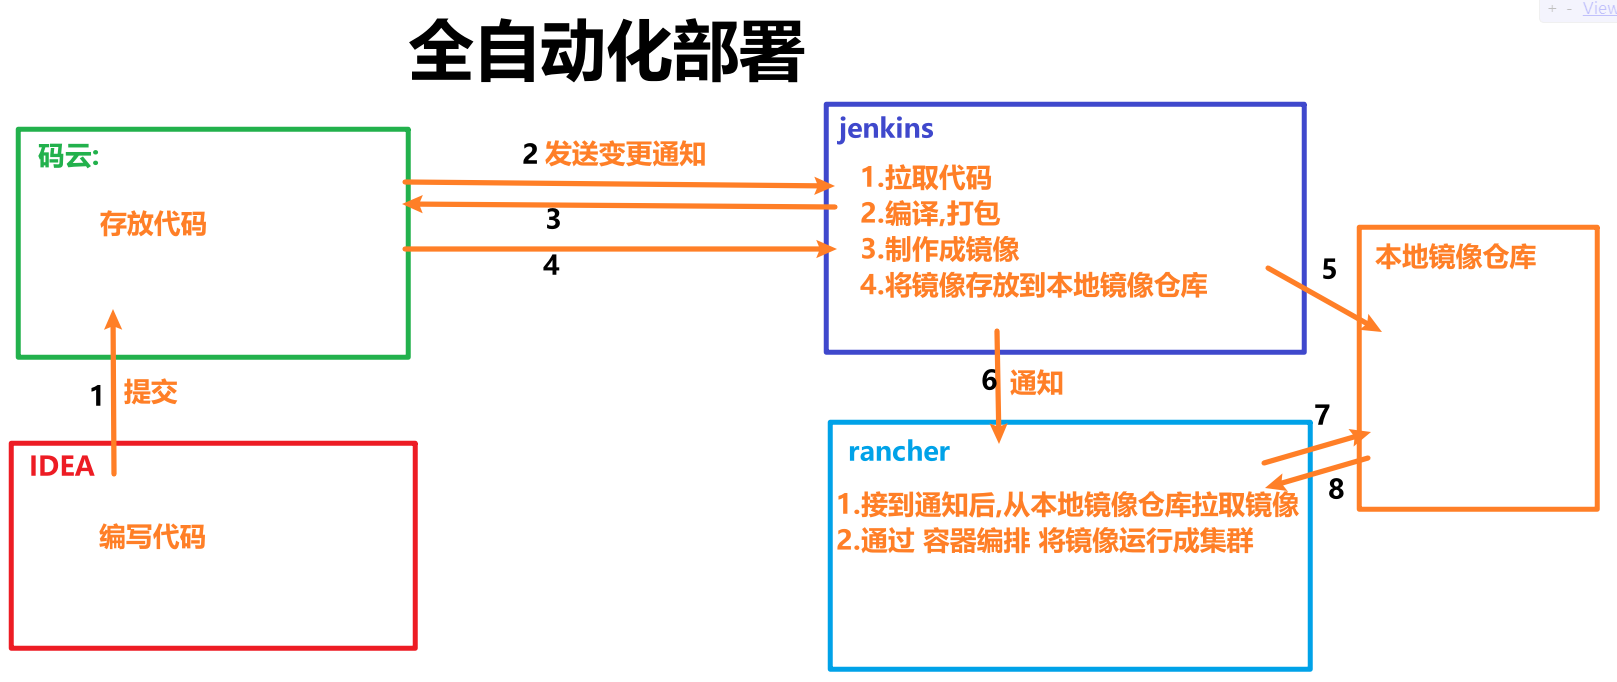 + - View
全自动化部署
码云:
存放代码
2 发送变更通知
3
4
jenkins
1.拉取代码
2.编译,打包
3.制作成镜像
4.将镜像存放到本地镜像仓库
5
本地镜像仓库
1 提交
6 通知
IDEA
编写代码
rancher
1.接到通知后,从本地镜像仓库拉取镜像
2.通过 容器编排 将镜像运行成集群
7
8